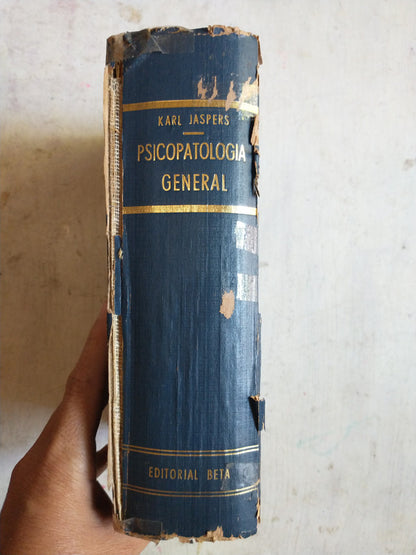 KARL JASPERS
PSICOPATOLOGIA
GENERAL
EDITORIAL BETA